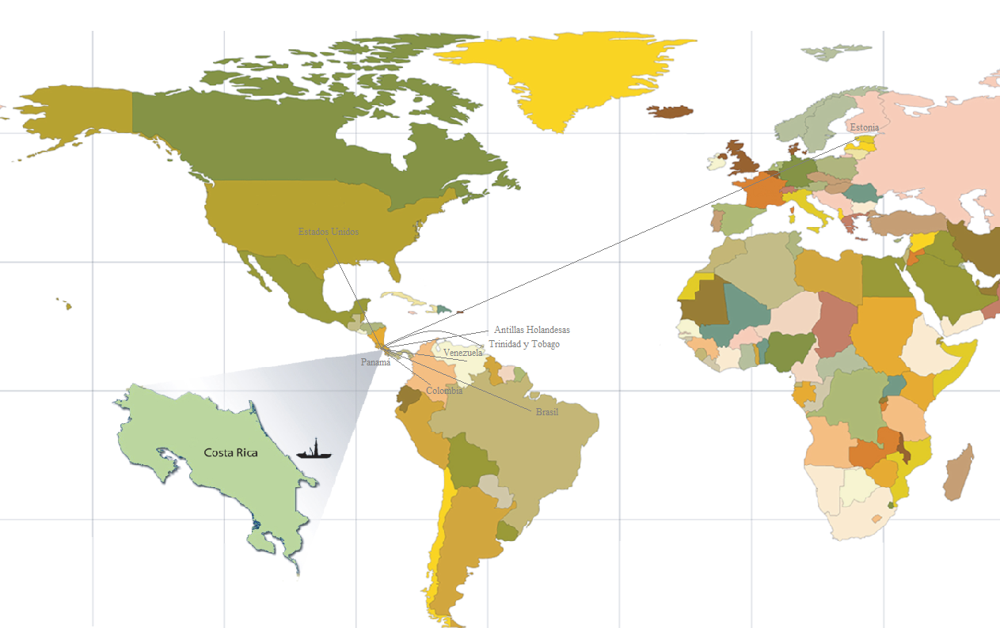 Estonia
Estados Unidos
Antillas Holandesas
Trinidad y Tobago
Venezuela
Panamá
Colombia
Brasil
Costa Rica